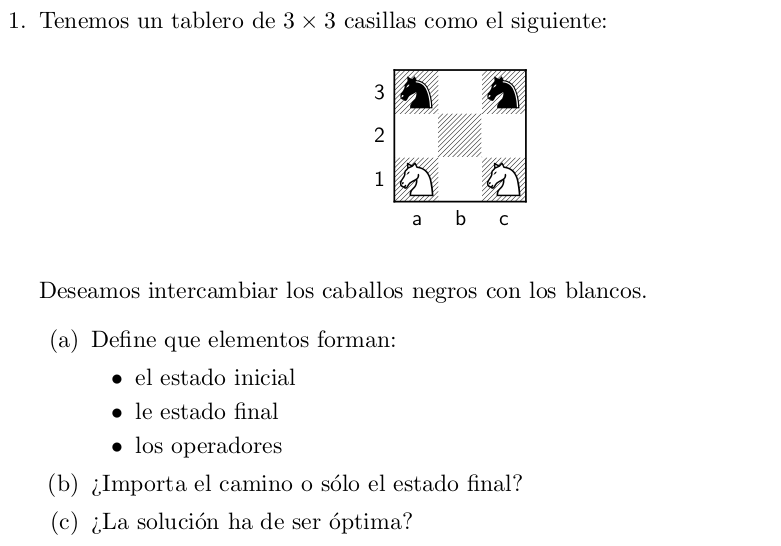 1. Tenemos un tablero de 3 × 3 casillas como el siguiente:
3
2
1
a b c
Deseamos intercambiar los caballos negros con los blancos.
(a) Define que elementos forman:
• el estado inicial
• le estado final
• los operadores
(b) ¿Importa el camino o sólo el estado final?
(c) ¿La solución ha de ser óptima?